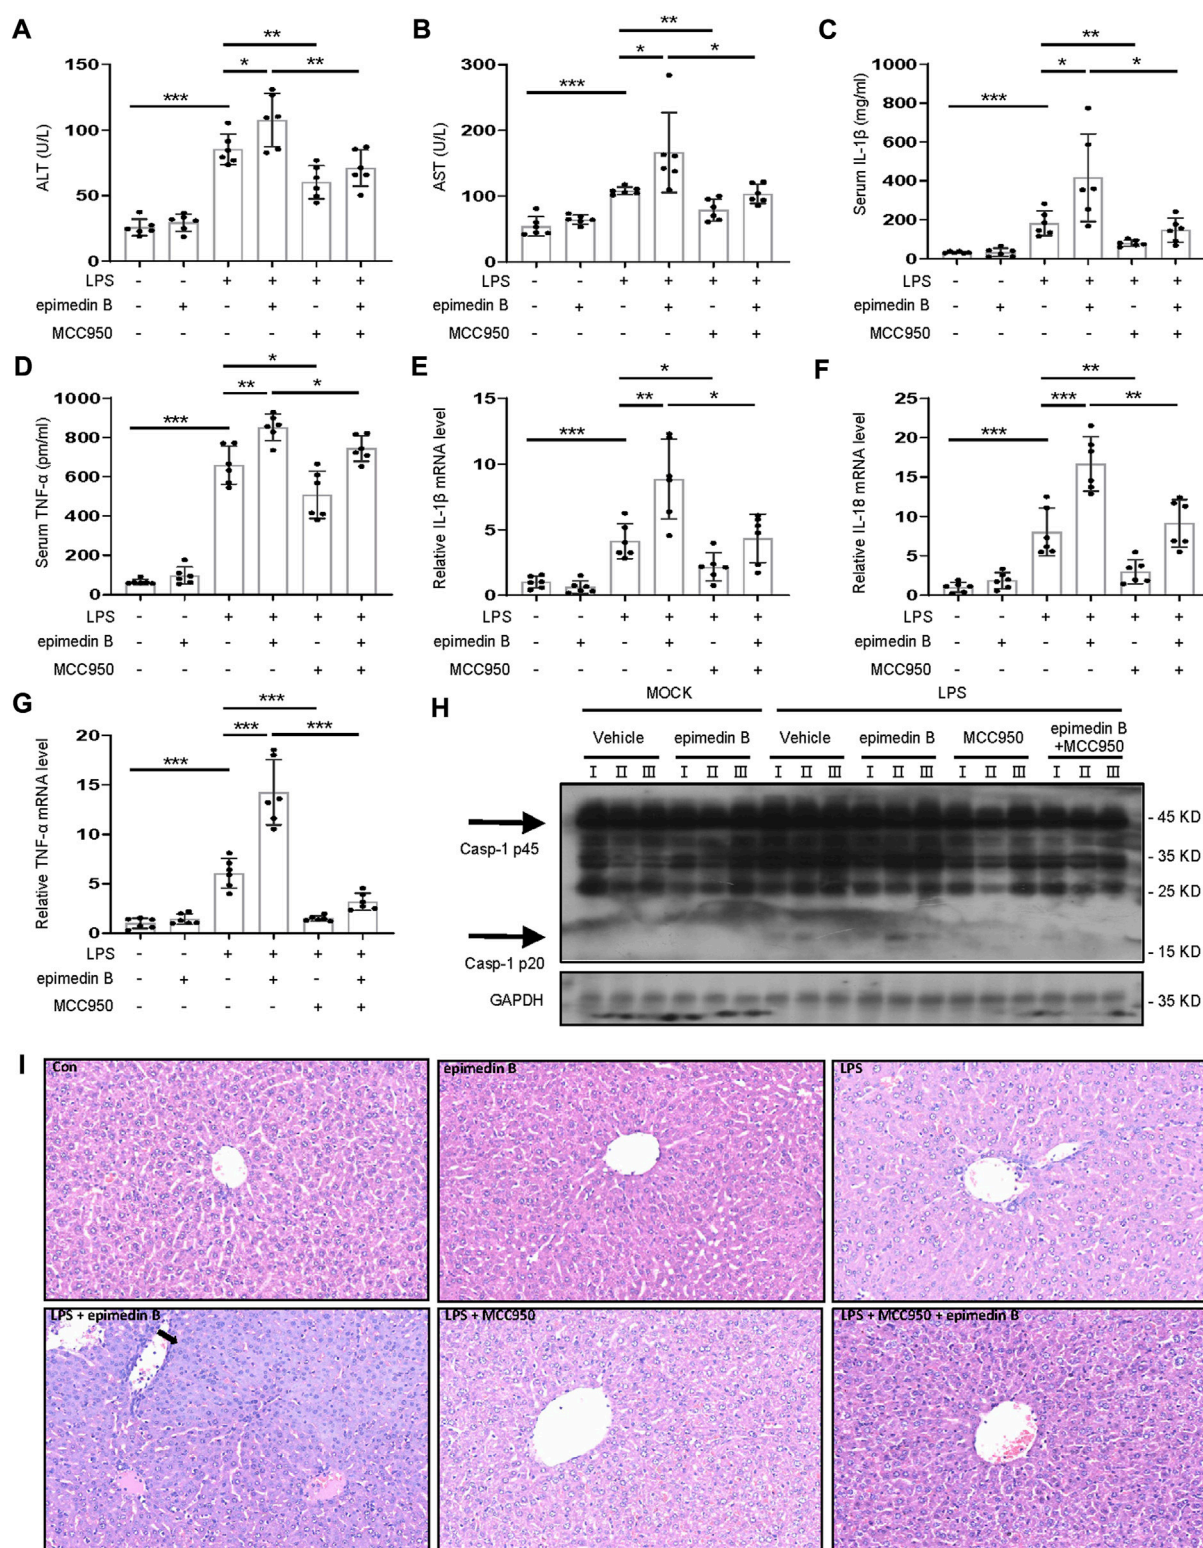 A
ALT (U/L)
** 
* **
***
150
100
50
0
LPS - - + + + +
epimedin B - + - + - +
MCC950 - - - - + +
B
AST (U/L)
**
* *
***
300
200
100
0
LPS - - + + + +
epimedin B - + - + - +
MCC950 - - - - + +
C
Serum IL-1β (mg/ml)
**
* *
***
1000
800
600
400
200
0
LPS - - + + + +
epimedin B - + - + - +
MCC950 - - - - + +
D
Serum TNF-α (pm/ml)
*
** *
***
1000
800
600
400
200
0
LPS - - + + + +
epimedin B - + - + - +
MCC950 - - - - + +
E
Relative IL-1β mRNA level
*
** *
***
15
10
5
0
LPS - - + + + +
epimedin B - + - + - +
MCC950 - - - - + +
F
Relative IL-18 mRNA level
**
*** **
***
25
20
15
10
5
0
LPS - - + + + +
epimedin B - + - + - +
MCC950 - - - - + +
G
Relative TNF-α mRNA level
***
*** ***
***
20
15
10
5
0
LPS - - + + + +
epimedin B - + - + - +
MCC950 - - - - + +
H
MOCK LPS
Vehicle epimedin B Vehicle epimedin B MCC950 epimedin B
+MCC950
I II III I II III I II III I II III I II III I II III
Casp-1 p45
Casp-1 p20
GAPDH
- 45 KD
- 35 KD
- 25 KD
- 15 KD
- 35 KD
I
Con
epimedin B
LPS
LPS + epimedin B
LPS + MCC950
LPS + MCC950 + epimedin B